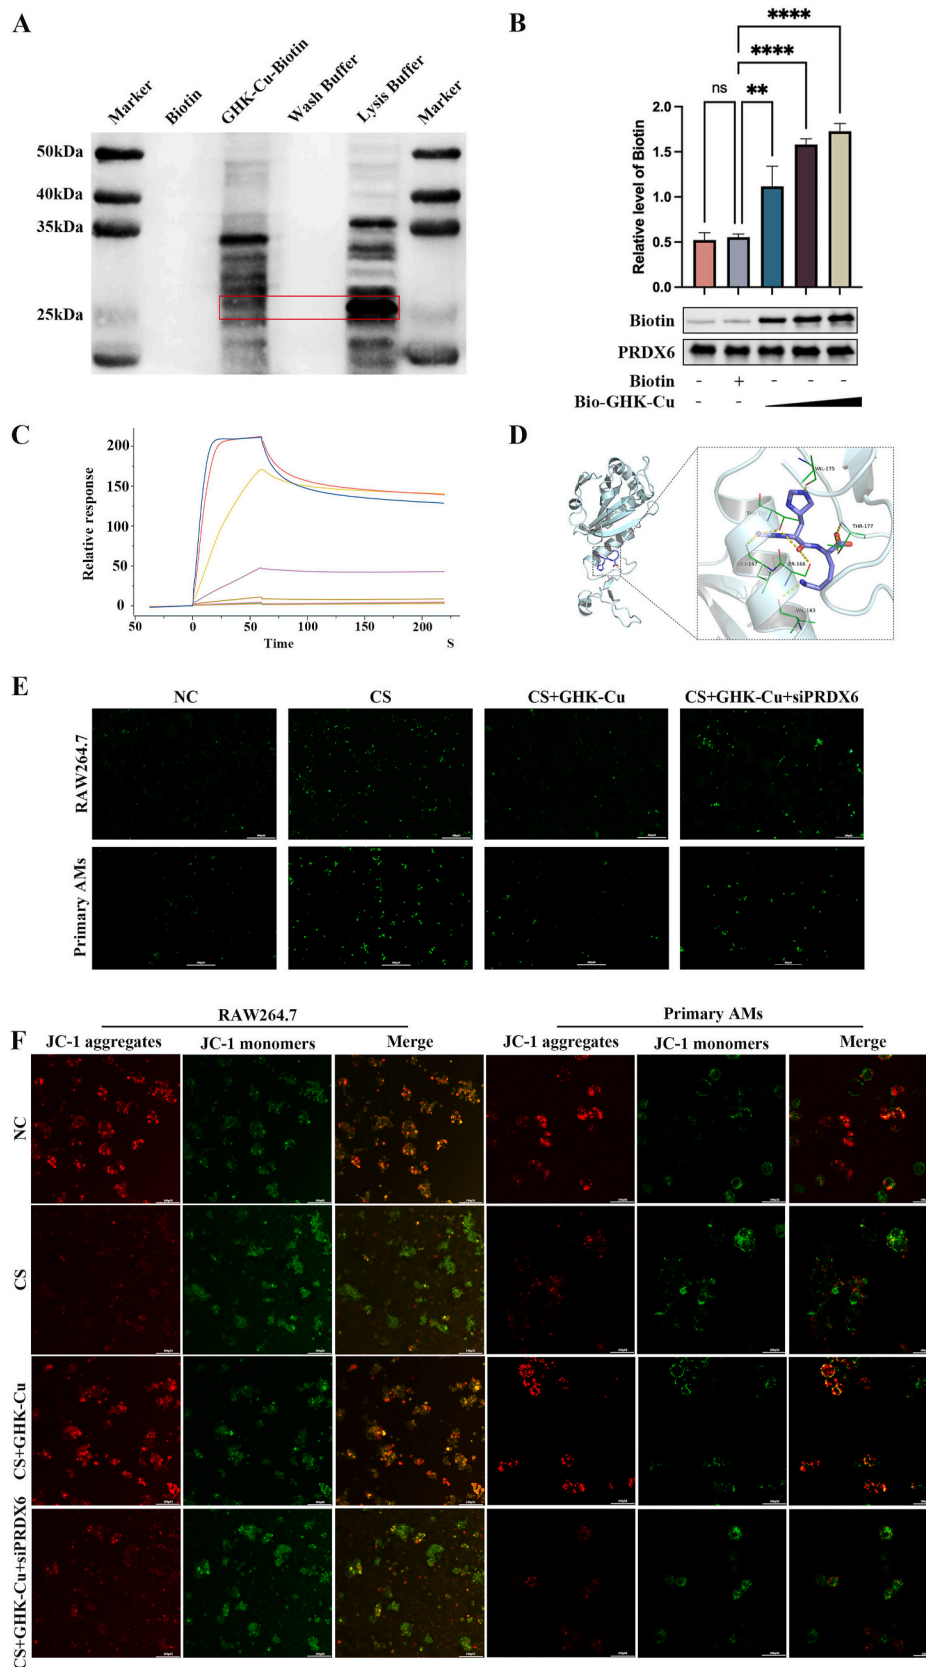 A
Marker
Biotin
GHK-Cu-Biotin
Wash Buffer
Lysis Buffer
Marker
50kDa
40kDa
35kDa
25kDa
B
****
****
ns
**
Relative level of Biotin
2.0
1.5
1.0
0.5
0.0
Biotin
PRDX6
Biotin - + - - -
Bio-GHK-Cu - -
C
Relative response
200
150
100
50
0
50 0 50 100 150 200
Time S
D
VAL-175
THR-177
VAL-163
E
NC CS CS+GHK-Cu CS+GHK-Cu+siPRDX6
RAW264.7
Primary AMs
F
RAW264.7 Primary AMs
JC-1 aggregates JC-1 monomers Merge JC-1 aggregates JC-1 monomers Merge
NC
CS
CS+GHK-Cu
CS+GHK-Cu+siPRDX6